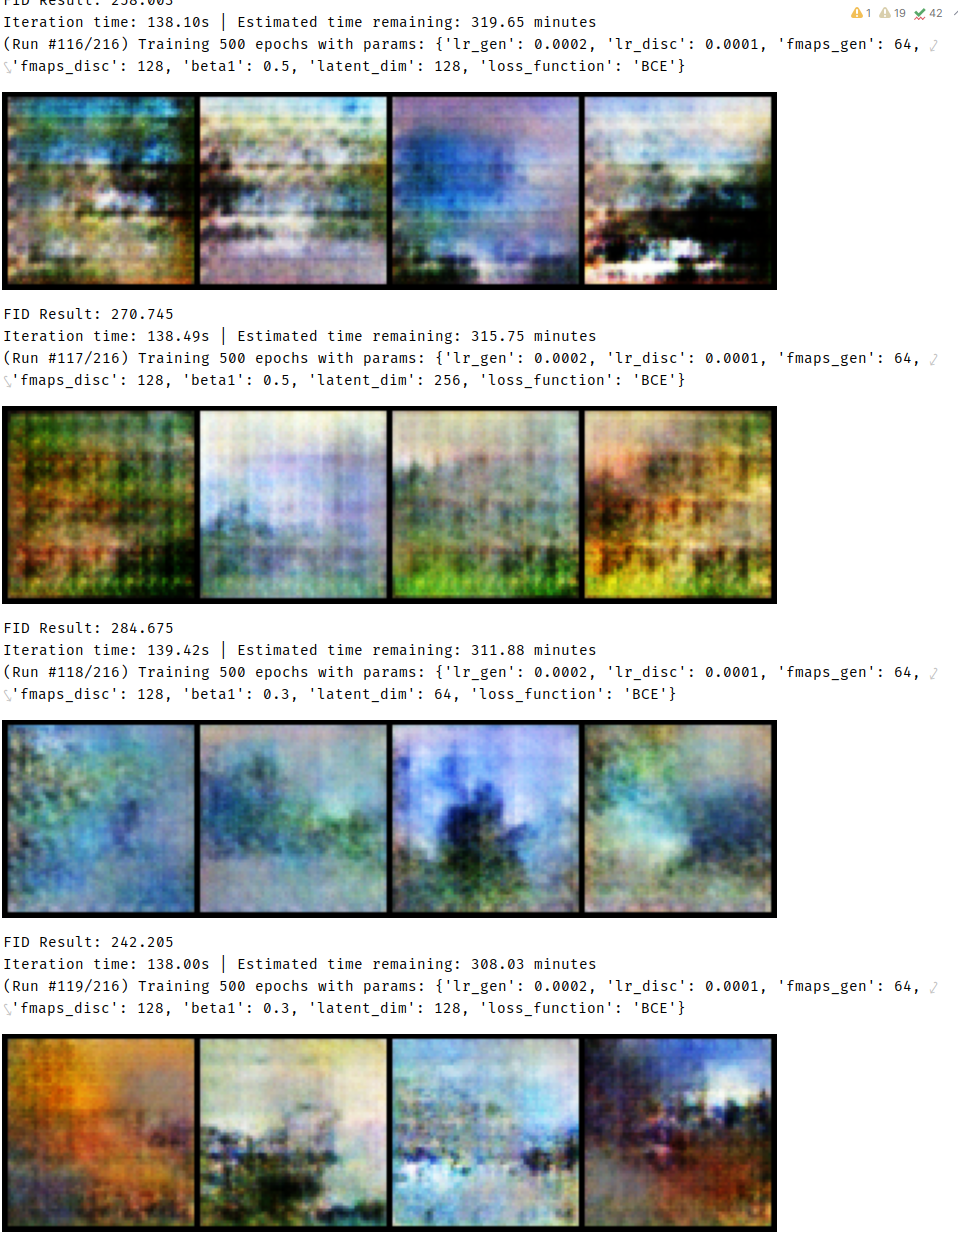 FID Result: 258.003
1 19 42
Iteration time: 138.10s | Estimated time remaining: 319.65 minutes
(Run #116/216) Training 500 epochs with params: {'lr_gen': 0.0002, 'lr_disc': 0.0001, 'fmaps_gen': 64,
'fmaps_disc': 128, 'beta1': 0.5, 'latent_dim': 128, 'loss_function': 'BCE'}
FID Result: 270.745
Iteration time: 138.49s | Estimated time remaining: 315.75 minutes
(Run #117/216) Training 500 epochs with params: {'lr_gen': 0.0002, 'lr_disc': 0.0001, 'fmaps_gen': 64,
'fmaps_disc': 128, 'beta1': 0.5, 'latent_dim': 256, 'loss_function': 'BCE'}
FID Result: 284.675
Iteration time: 139.42s | Estimated time remaining: 311.88 minutes
(Run #118/216) Training 500 epochs with params: {'lr_gen': 0.0002, 'lr_disc': 0.0001, 'fmaps_gen': 64,
'fmaps_disc': 128, 'beta1': 0.3, 'latent_dim': 64, 'loss_function': 'BCE'}
FID Result: 242.205
Iteration time: 138.00s | Estimated time remaining: 308.03 minutes
(Run #119/216) Training 500 epochs with params: {'lr_gen': 0.0002, 'lr_disc': 0.0001, 'fmaps_gen': 64,
'fmaps_disc': 128, 'beta1': 0.3, 'latent_dim': 128, 'loss_function': 'BCE'}